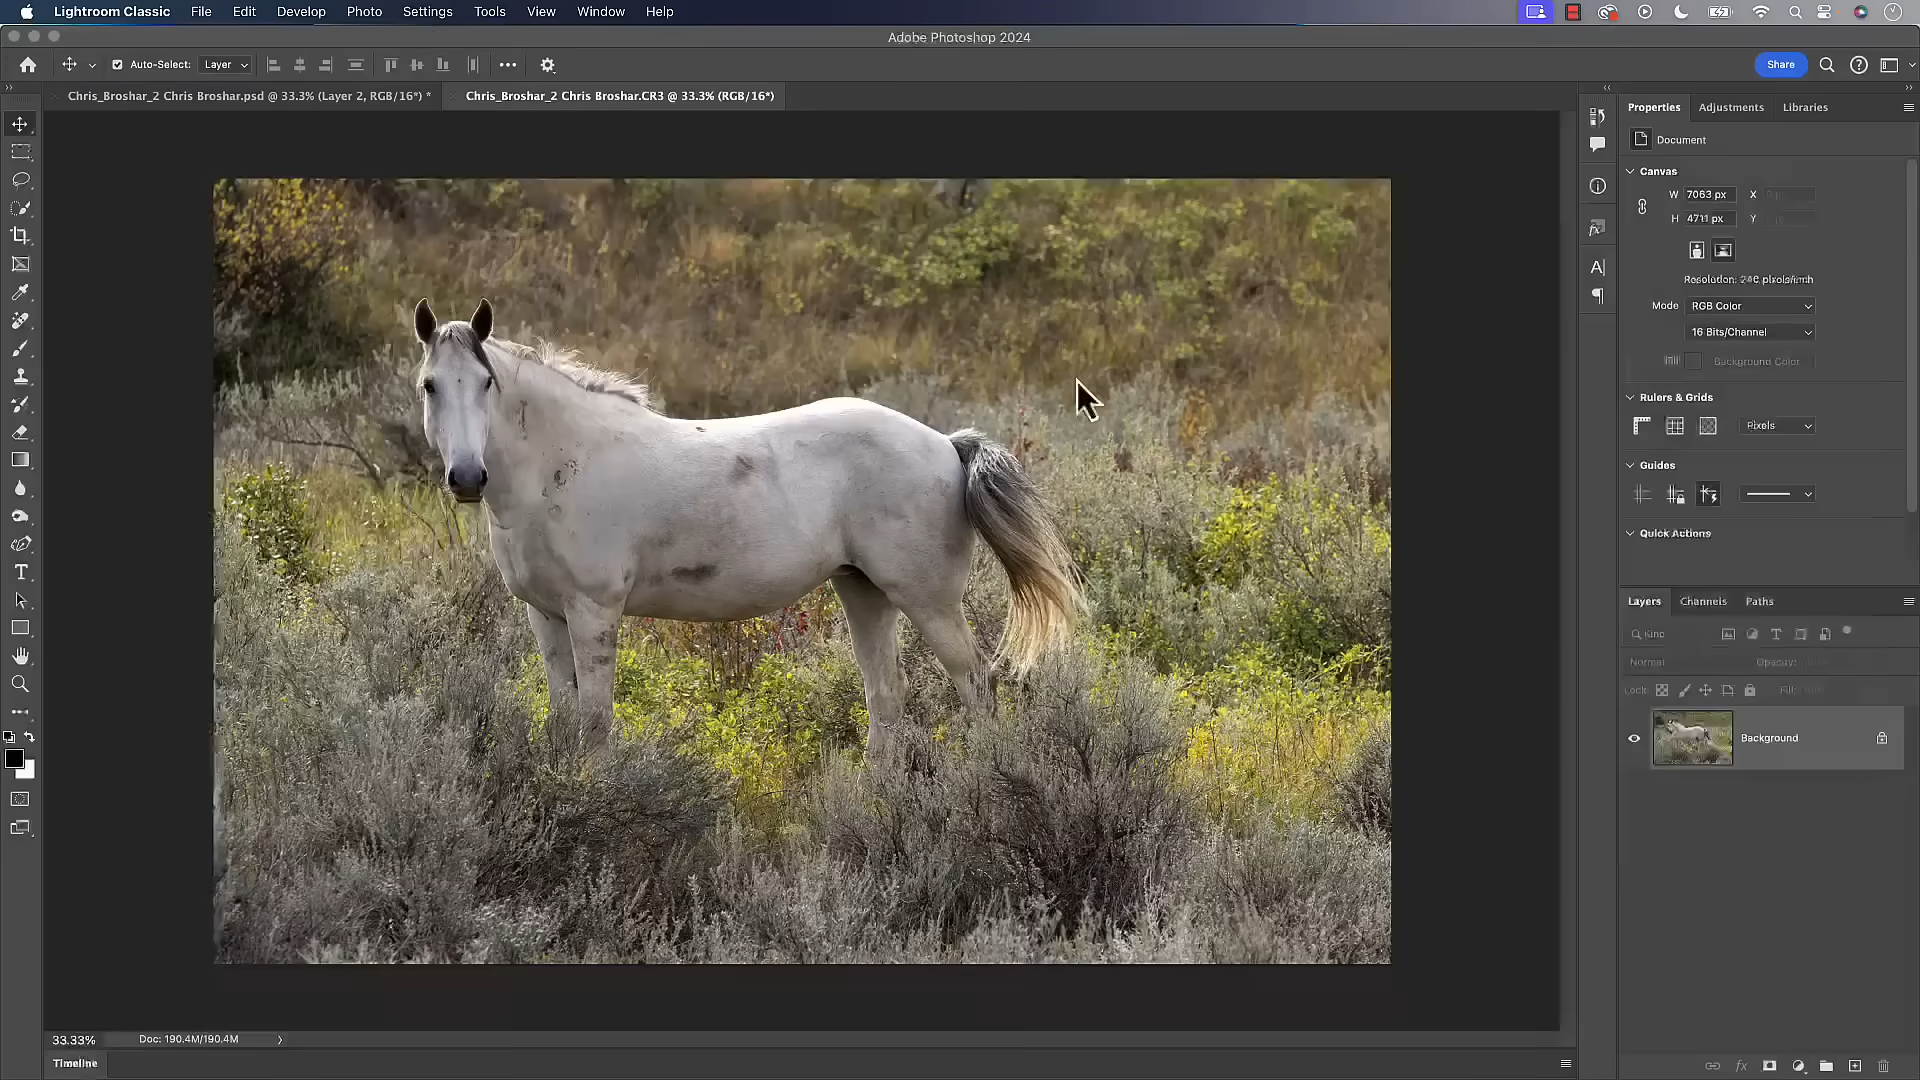 Lightroom Classic File Edit Develop Photo Settings Tools View Window Help
Adobe Photoshop 2024
Auto-Select: Layer Share
Chris_Broshar_2 Chris Broshar.psd @ 33.3% (Layer 2, RGB/16*) *
Chris_Broshar_2 Chris Broshar.CR3 @ 33.3% (RGB/16*)
Properties Adjustments Libraries
Document
Canvas
W 7063 px X
H 4711 px Y
Resolution:
Mode RGB Color
16 Bits/Channel
Fill Background Color
Rulers & Grids
Pixels
Guides
Quick Actions
Layers Channels Paths
Kind
Normal Opacity:
Lock: Fill:
Background
33.33% Doc: 190.4M/190.4M
Timeline